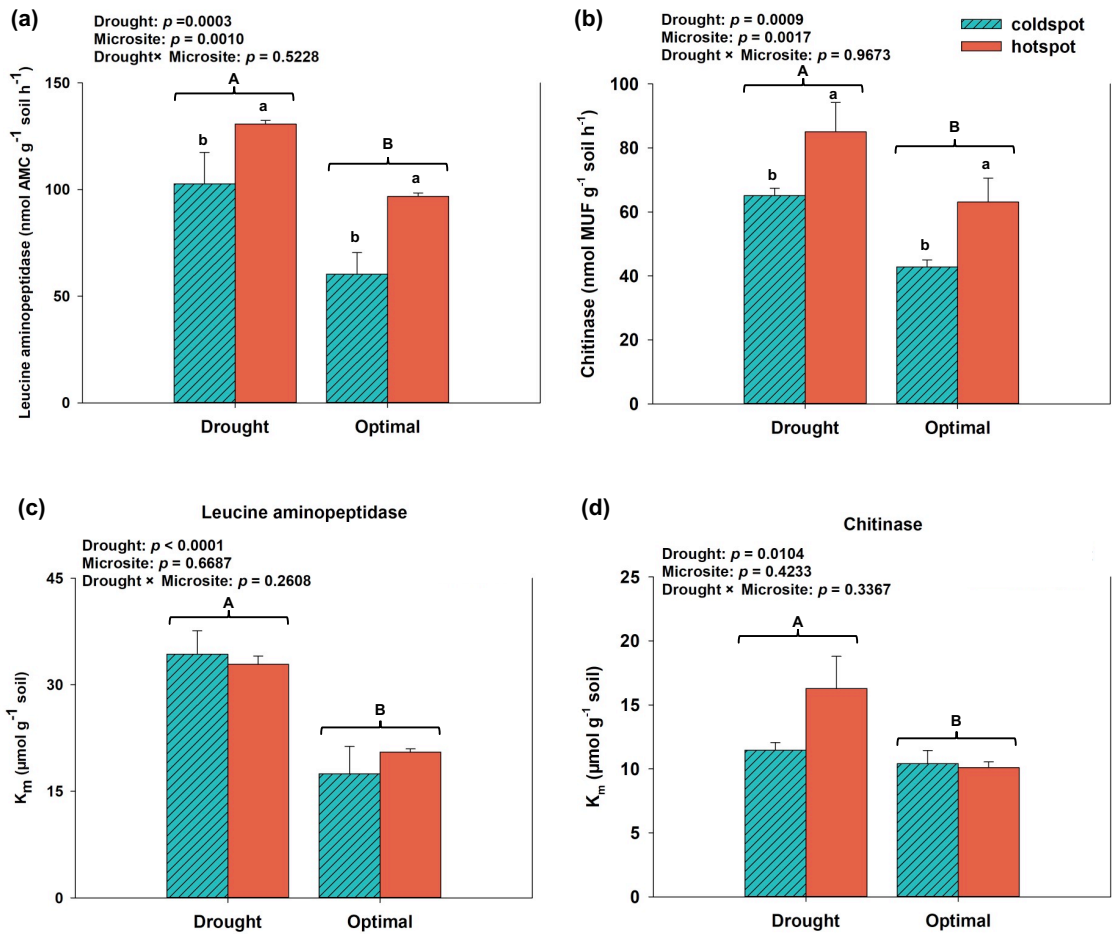 (a)
Drought: p =0.0003
Microsite: p = 0.0010
Drought× Microsite: p = 0.5228
Leucine aminopeptidase (nmol AMC g⁻¹ soil h⁻¹)
150
100
50
0
A
b
a
B
b
a
Drought
Optimal
(b)
Drought: p = 0.0009
Microsite: p = 0.0017
Drought × Microsite: p = 0.9673
coldspot
hotspot
Chitinase (nmol MUF g⁻¹ soil h⁻¹)
100
80
60
40
20
0
A
b
a
B
b
a
Drought
Optimal
(c)
Leucine aminopeptidase
Drought: p < 0.0001
Microsite: p = 0.6687
Drought × Microsite: p = 0.2608
Kₘ (µmol g⁻¹ soil)
45
30
15
0
A
B
Drought
Optimal
(d)
Chitinase
Drought: p = 0.0104
Microsite: p = 0.4233
Drought × Microsite: p = 0.3367
Kₘ (µmol g⁻¹ soil)
25
20
15
10
5
0
A
B
Drought
Optimal